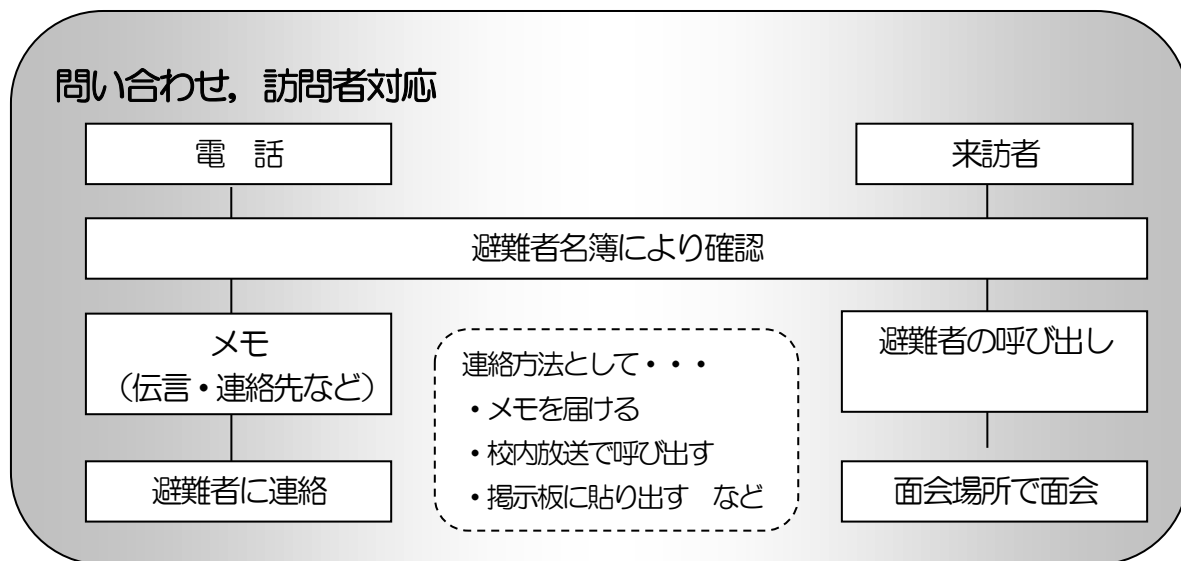 問い合わせ，訪問者対応
電　話
来訪者
避難者名簿により確認
メモ
（伝言・連絡先など）
連絡方法として・・・
・メモを届ける
・校内放送で呼び出す
・掲示板に貼り出す　など
避難者の呼び出し
避難者に連絡
面会場所で面会